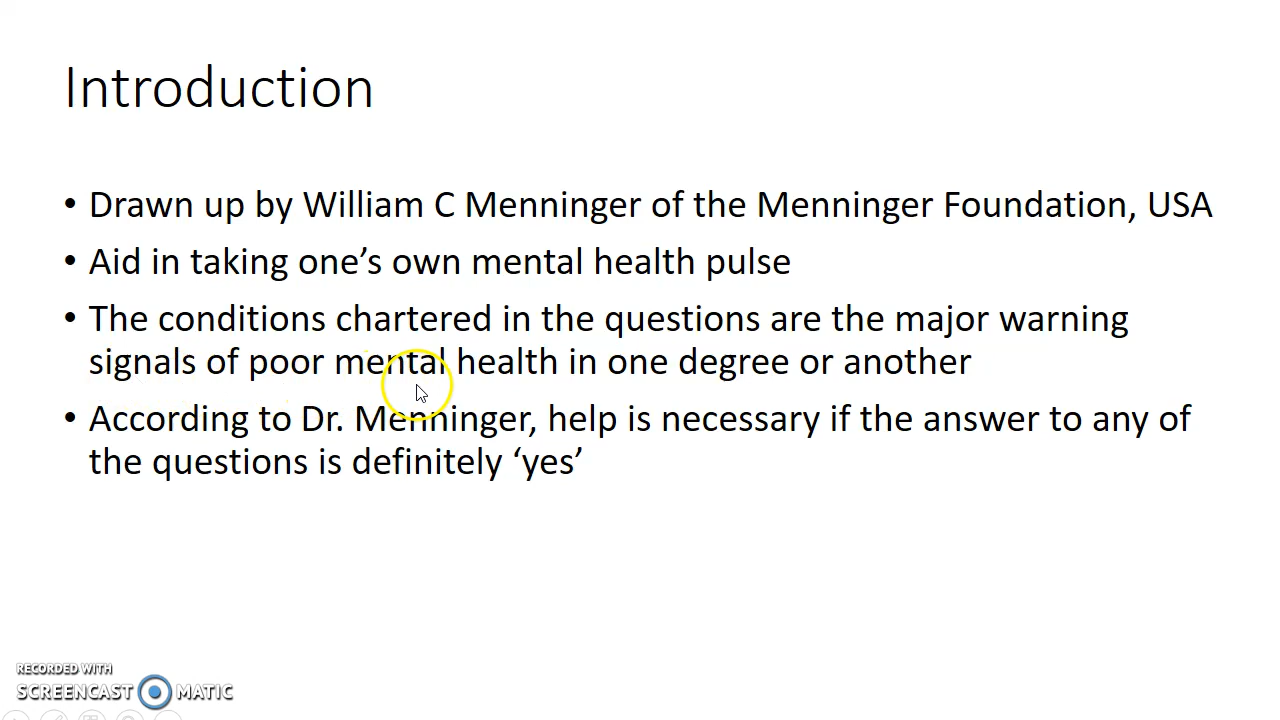 Introduction
• Drawn up by William C Menninger of the Menninger Foundation, USA
• Aid in taking one’s own mental health pulse
• The conditions chartered in the questions are the major warning
signals of poor mental health in one degree or another
• According to Dr. Menninger, help is necessary if the answer to any of
the questions is definitely ‘yes’
RECORDED WITH
SCREENCAST MATIC